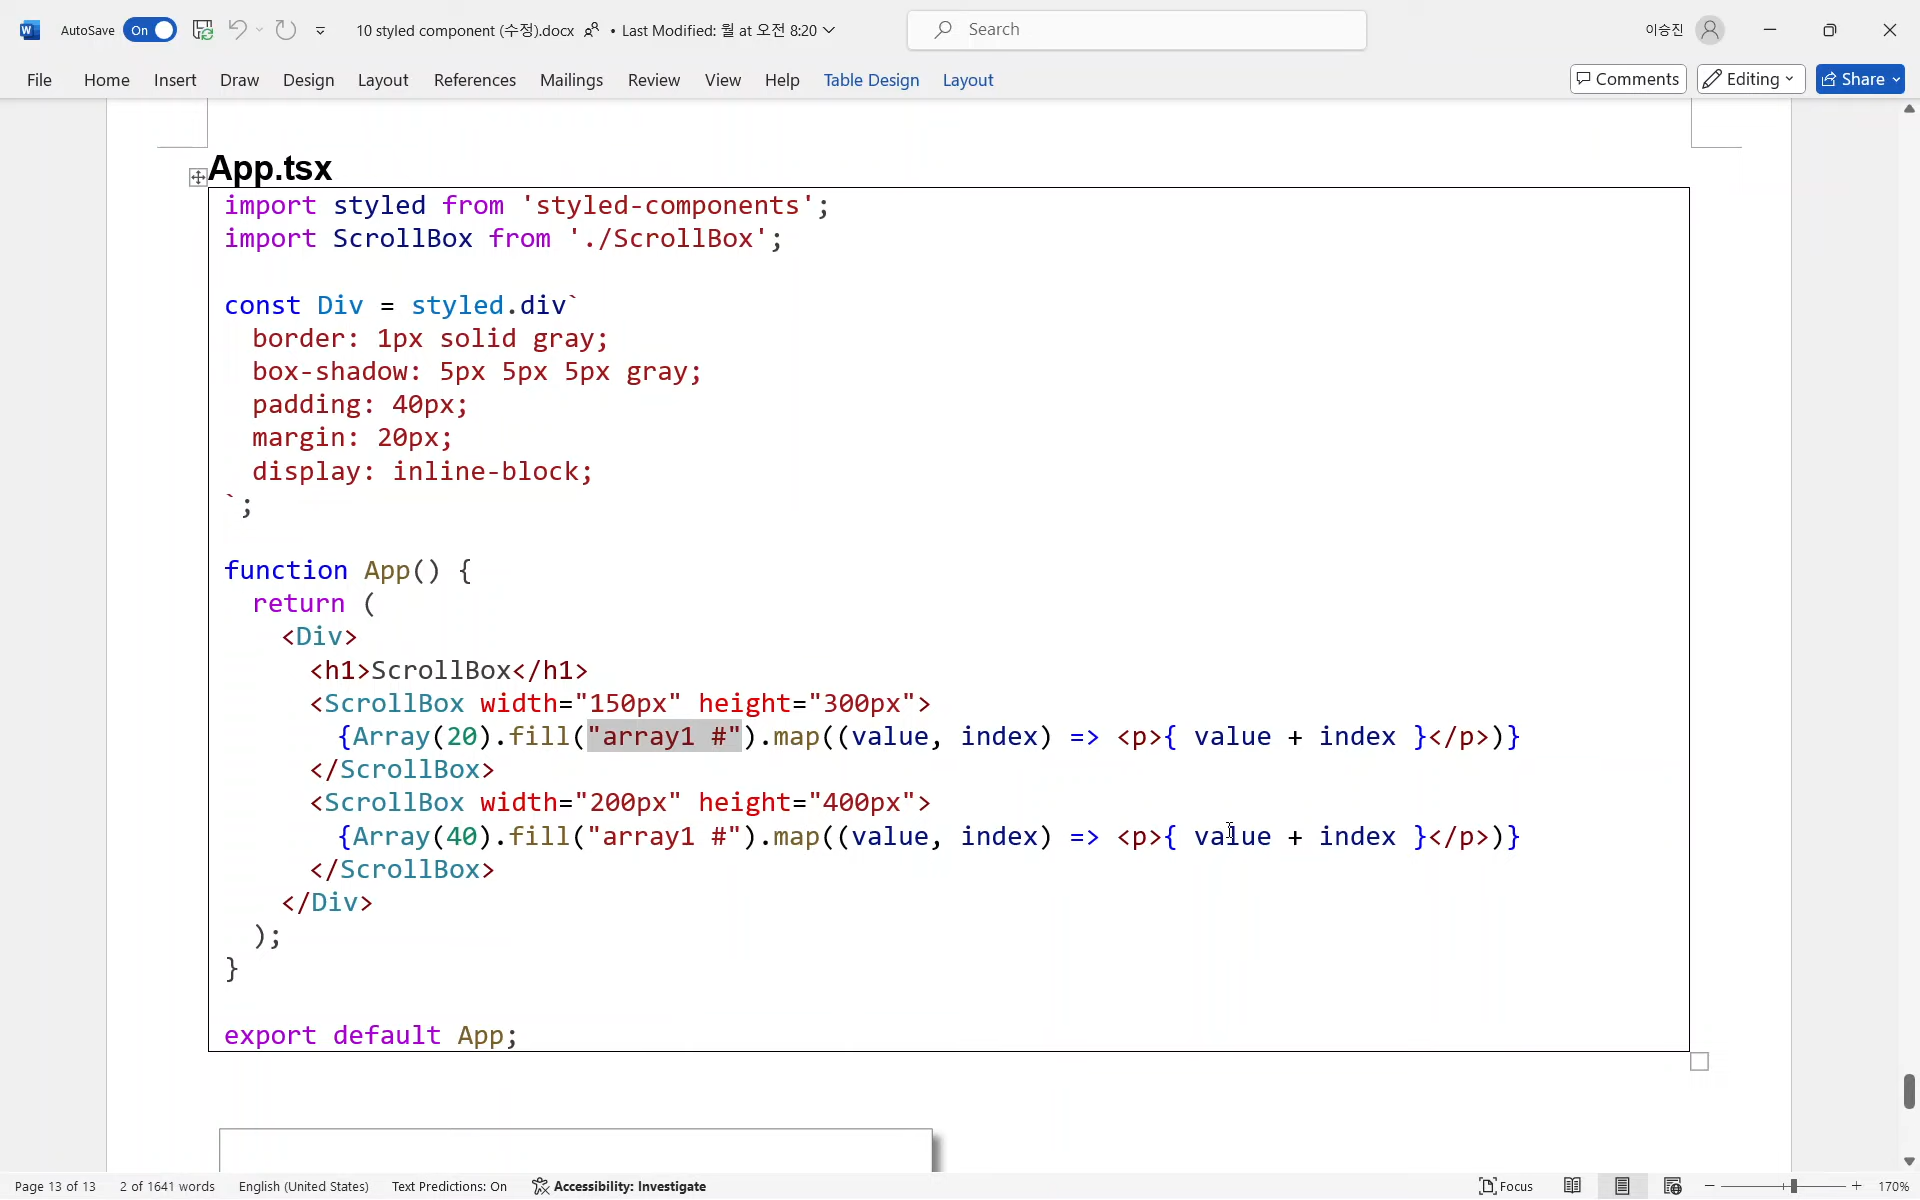 AutoSave On 10 styled component (수정).docx • Last Modified: 월 at 오전 8:20 Search 이승진
File Home Insert Draw Design Layout References Mailings Review View Help Table Design Layout Comments Editing Share
App.tsx
import styled from 'styled-components';
import ScrollBox from './ScrollBox';
const Div = styled.div`
border: 1px solid gray;
box-shadow: 5px 5px 5px gray;
padding: 40px;
margin: 20px;
display: inline-block;
`;
function App() {
return (
<Div>
<h1>ScrollBox</h1>
<ScrollBox width="150px" height="300px">
{Array(20).fill("array1 #").map((value, index) => <p>{ value + index }</p>)}
</ScrollBox>
<ScrollBox width="200px" height="400px">
{Array(40).fill("array1 #").map((value, index) => <p>{ value + index }</p>)}
</ScrollBox>
</Div>
);
}
export default App;
Page 13 of 13 2 of 1641 words English (United States) Text Predictions: On Accessibility: Investigate Focus 170%